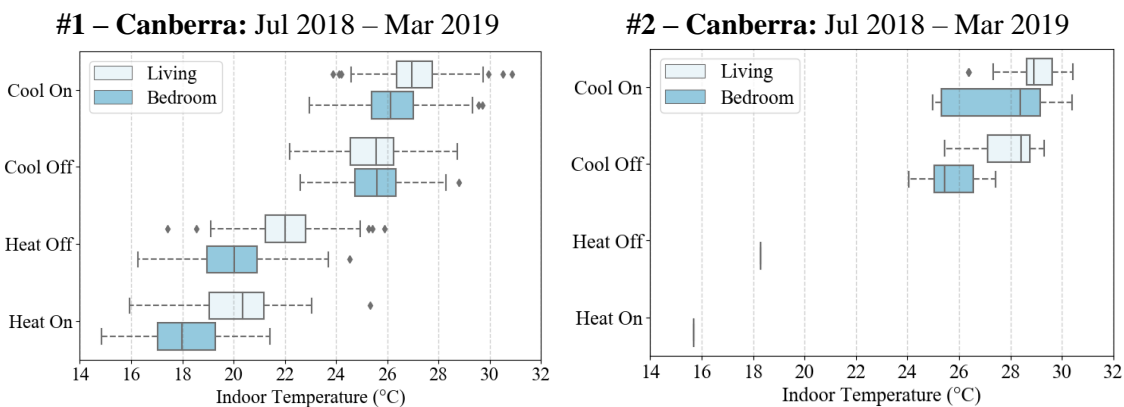 #1 – Canberra: Jul 2018 – Mar 2019
Living
Bedroom
Cool On
Cool Off
Heat Off
Heat On
14 16 18 20 22 24 26 28 30 32
Indoor Temperature (°C)
#2 – Canberra: Jul 2018 – Mar 2019
Living
Bedroom
Cool On
Cool Off
Heat Off
Heat On
14 16 18 20 22 24 26 28 30 32
Indoor Temperature (°C)